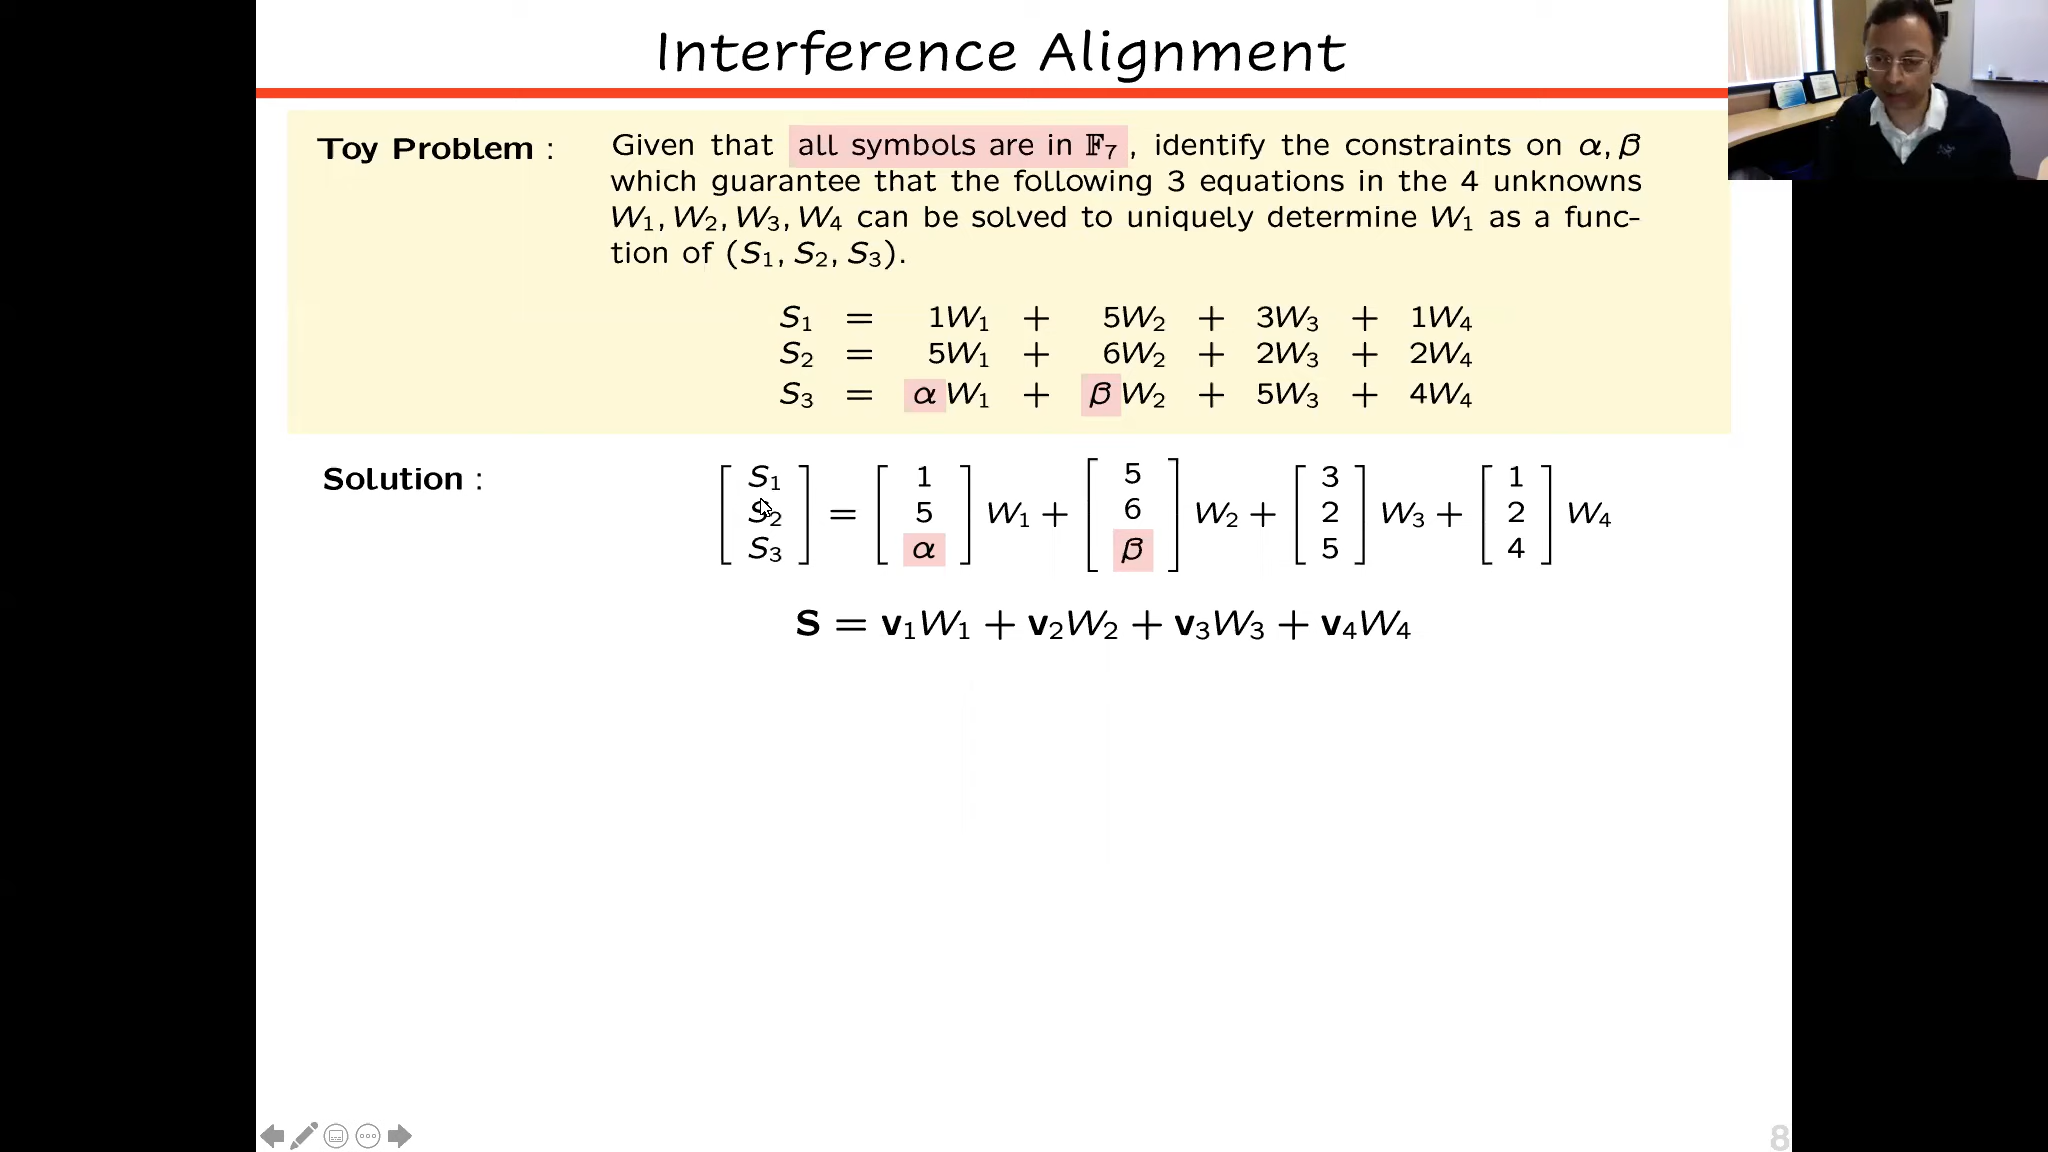 Interference Alignment
Toy Problem : Given that all symbols are in 𝔽₇, identify the constraints on α, β
which guarantee that the following 3 equations in the 4 unknowns
W₁, W₂, W₃, W₄ can be solved to uniquely determine W₁ as a func-
tion of (S₁, S₂, S₃).
S₁ = 1W₁ + 5W₂ + 3W₃ + 1W₄
S₂ = 5W₁ + 6W₂ + 2W₃ + 2W₄
S₃ = αW₁ + βW₂ + 5W₃ + 4W₄
Solution : [S₁ S₂ S₃] = [1 5 α] W₁ + [5 6 β] W₂ + [3 2 5] W₃ + [1 2 4] W₄
S = v₁W₁ + v₂W₂ + v₃W₃ + v₄W₄
8